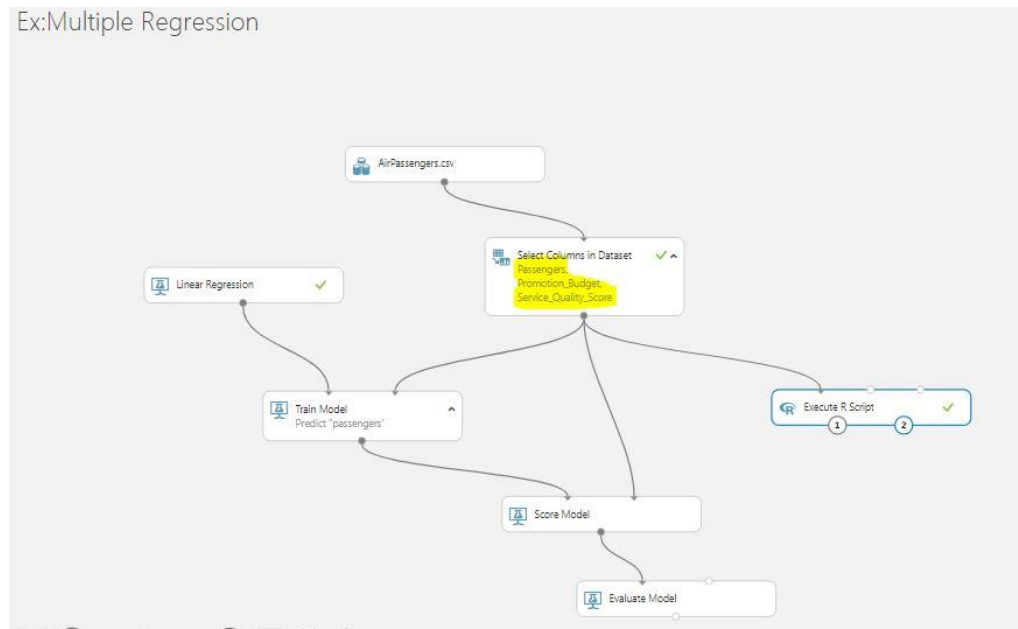 Ex:Multiple Regression
AirPassengers.csv
Select Columns in Dataset
Passengers,
Promotion_Budget,
Service_Quality_Score
Linear Regression
Train Model
Predict "passengers"
Execute R Script
1
2
Score Model
Evaluate Model